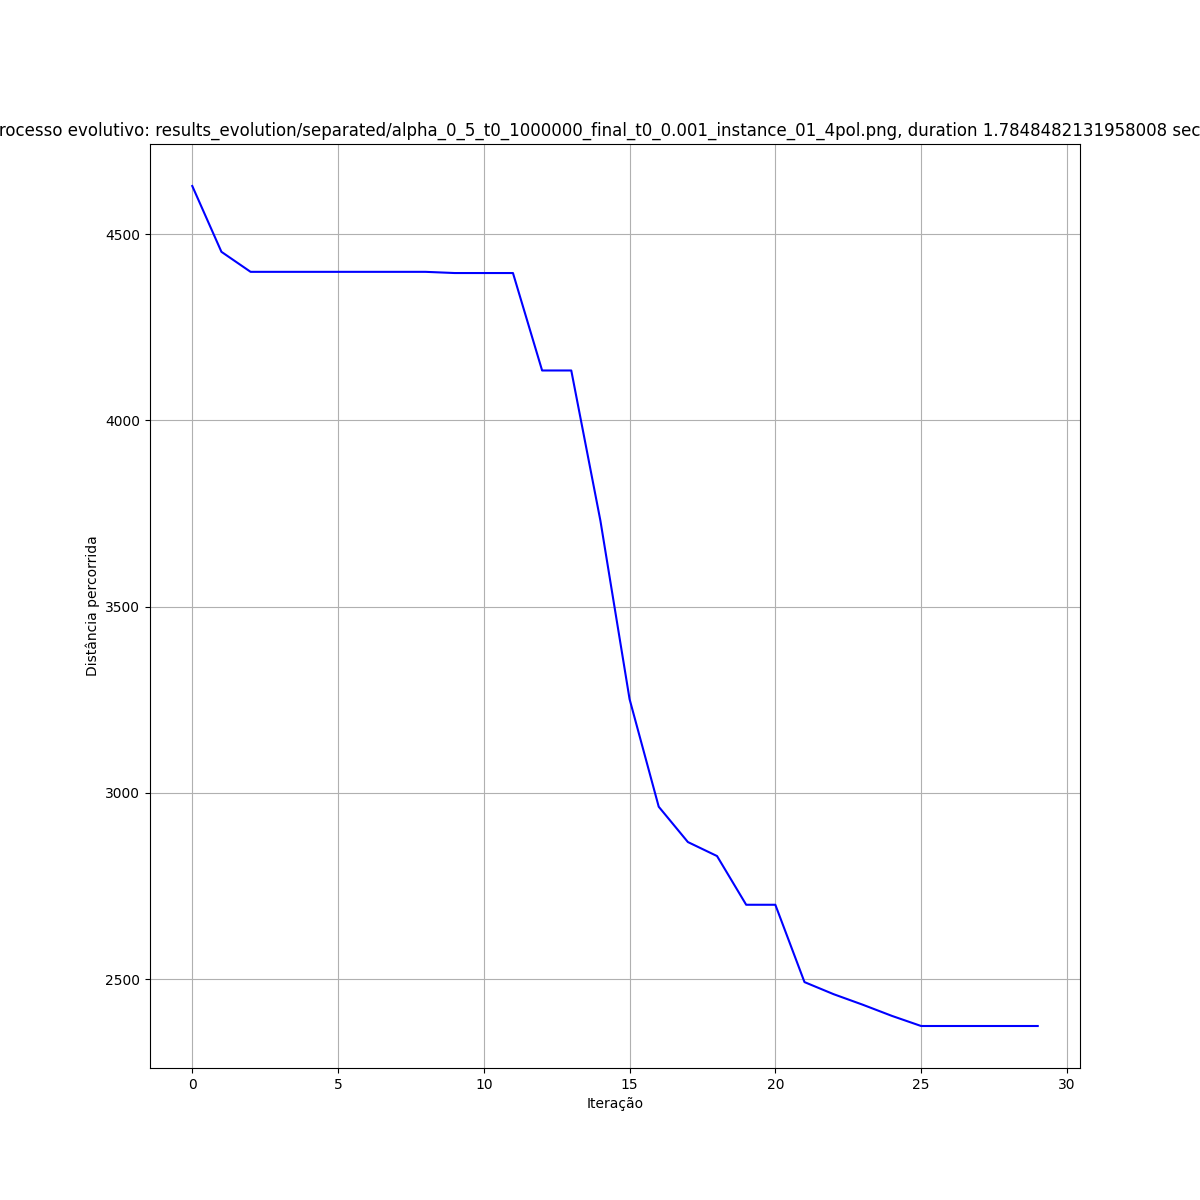 rocesso evolutivo: results_evolution/separated/alpha_0_5_t0_1000000_final_t0_0.001_instance_01_4pol.png, duration 1.7848482131958008 sec
4500
4000
3500
3000
2500
Distância percorrida
0 5 10 15 20 25 30
Iteração